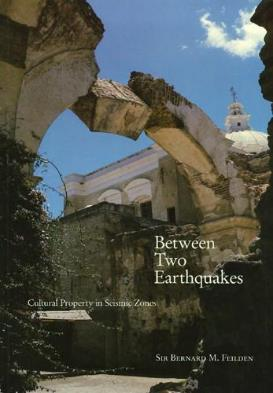 Between
Two
Earthquakes
Cultural Property in Seismic Zones
SIR BERNARD M. FEILDEN